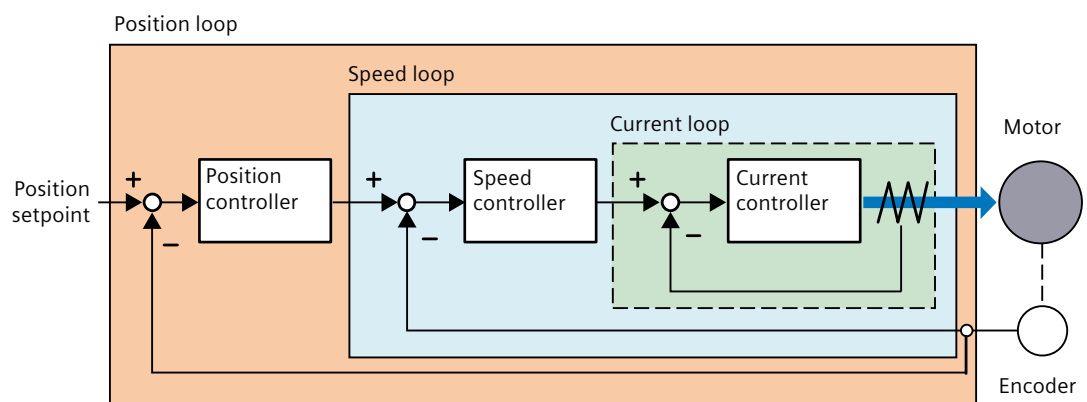 Position loop
Speed loop
Current loop
Motor
Position
setpoint
+
−
Position
controller
+
−
Speed
controller
+
−
Current
controller
Encoder